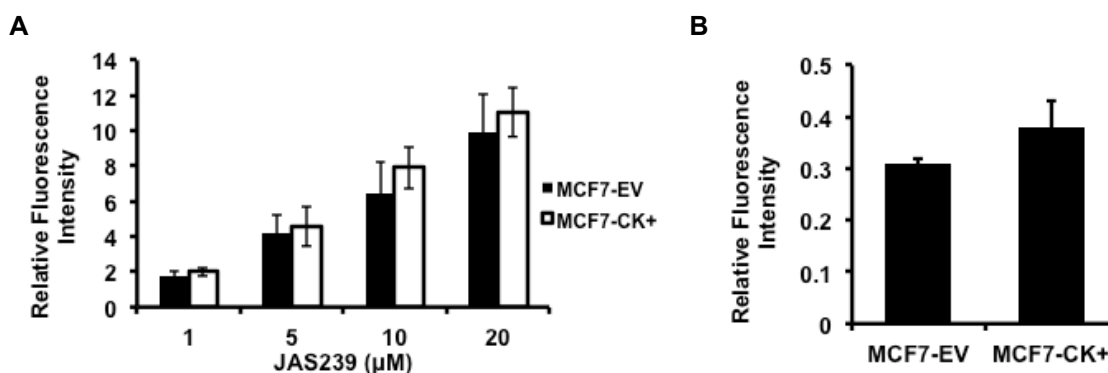 A
Relative Fluorescence
Intensity
14
12
10
8
6
4
2
0
1 5 10 20
JAS239 (µM)
MCF7-EV
MCF7-CK+
B
Relative Fluorescence
Intensity
0.5
0.4
0.3
0.2
0.1
0
MCF7-EV MCF7-CK+